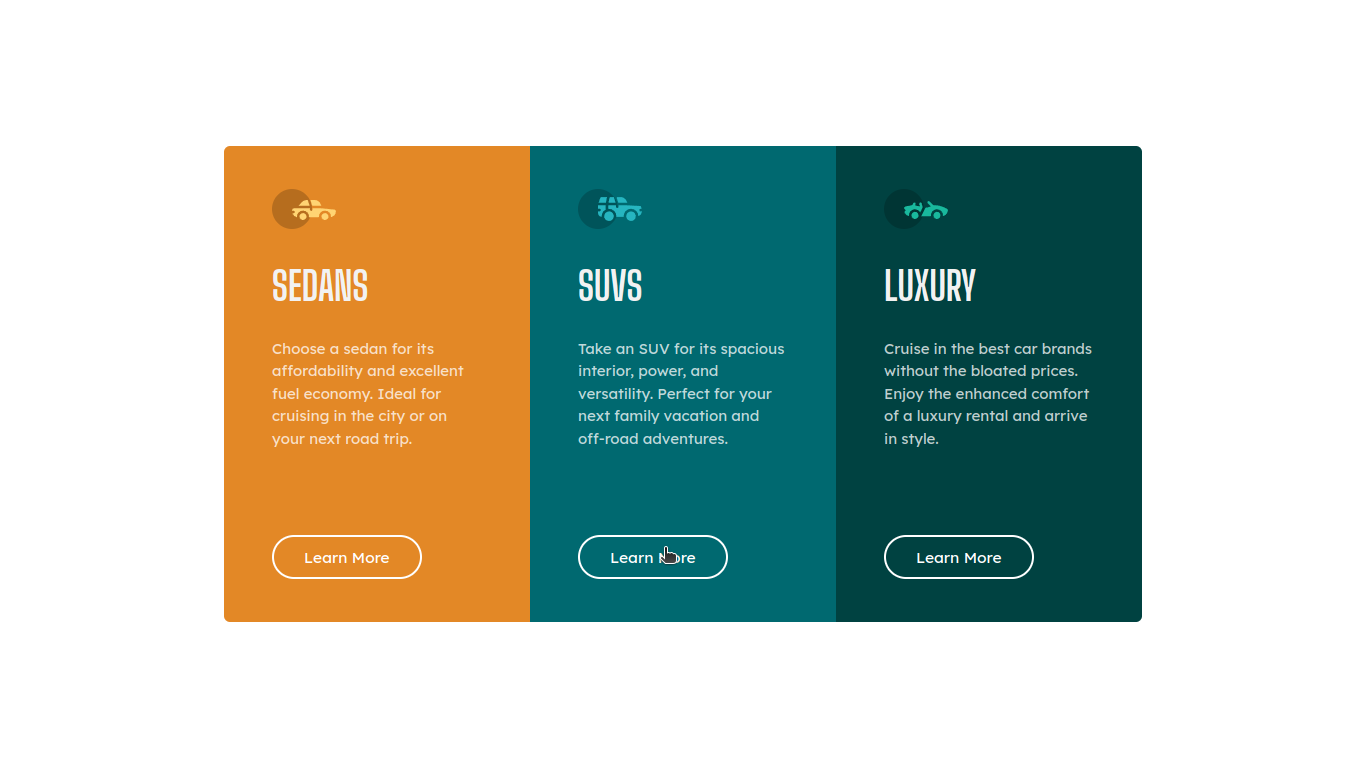 SEDANS
Choose a sedan for its
affordability and excellent
fuel economy. Ideal for
cruising in the city or on
your next road trip.
Learn More
SUVS
Take an SUV for its spacious
interior, power, and
versatility. Perfect for your
next family vacation and
off-road adventures.
Learn More
LUXURY
Cruise in the best car brands
without the bloated prices.
Enjoy the enhanced comfort
of a luxury rental and arrive
in style.
Learn More